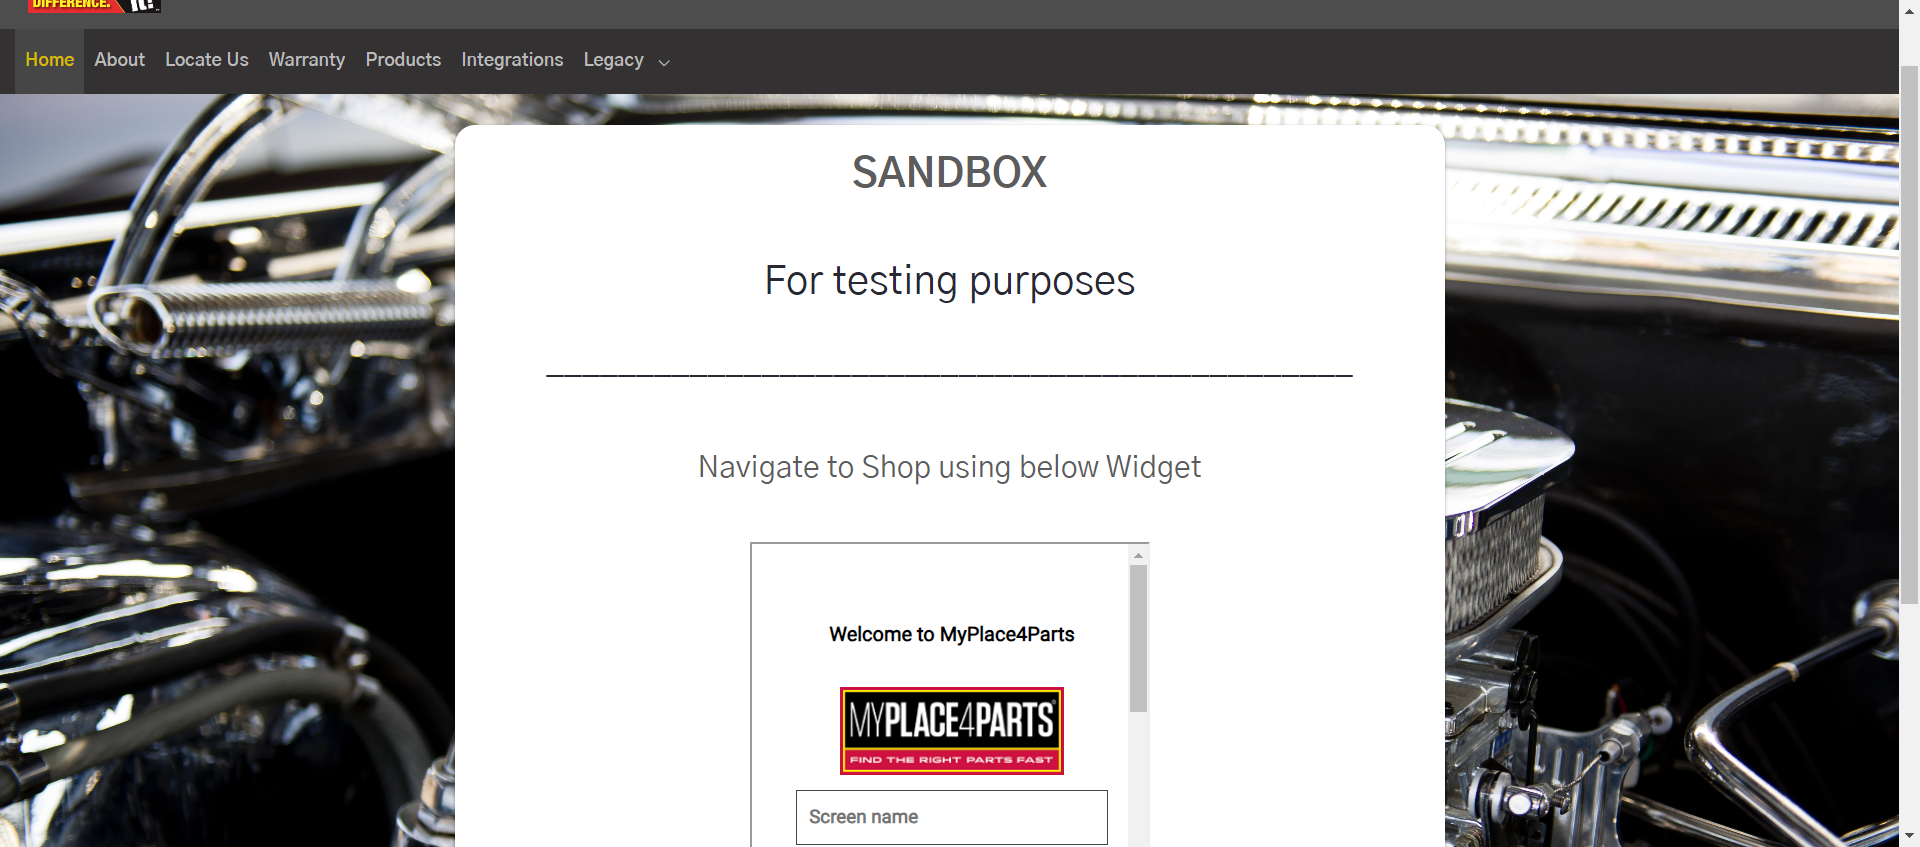 DIFFERENCE. it!
Home About Locate Us Warranty Products Integrations Legacy
SANDBOX
For testing purposes
_____________________________________________
Navigate to Shop using below Widget
Welcome to MyPlace4Parts
MYPLACE4PARTS
FIND THE RIGHT PARTS FAST
Screen name